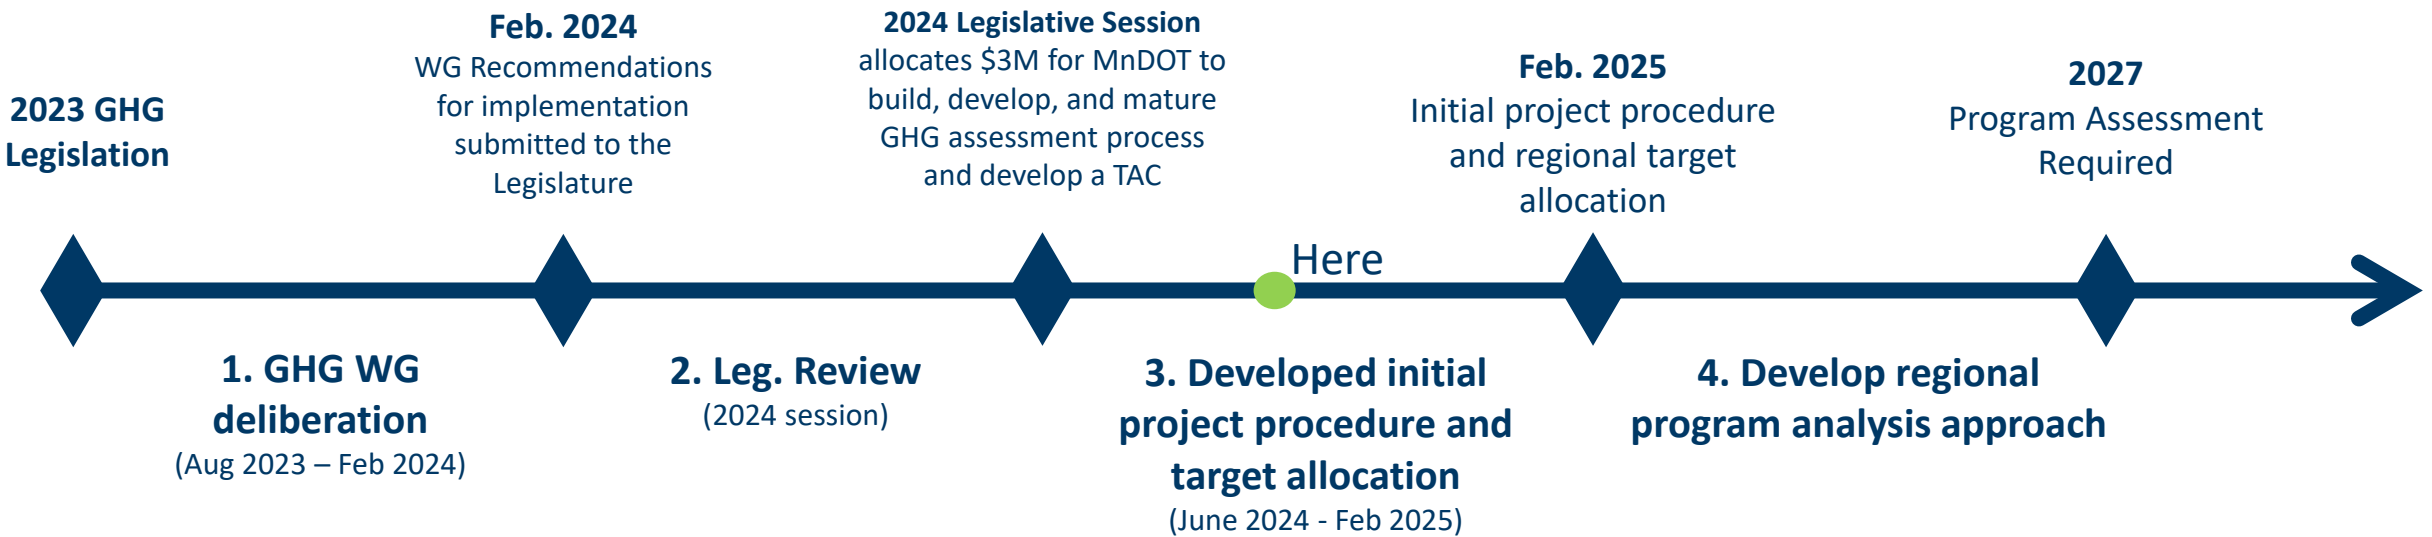 2023 GHG
Legislation
Feb. 2024
WG Recommendations
for implementation
submitted to the
Legislature
2024 Legislative Session
allocates $3M for MnDOT to
build, develop, and mature
GHG assessment process
and develop a TAC
Here
Feb. 2025
Initial project procedure
and regional target
allocation
2027
Program Assessment
Required
1. GHG WG
deliberation
(Aug 2023 – Feb 2024)
2. Leg. Review
(2024 session)
3. Developed initial
project procedure and
target allocation
(June 2024 - Feb 2025)
4. Develop regional
program analysis approach